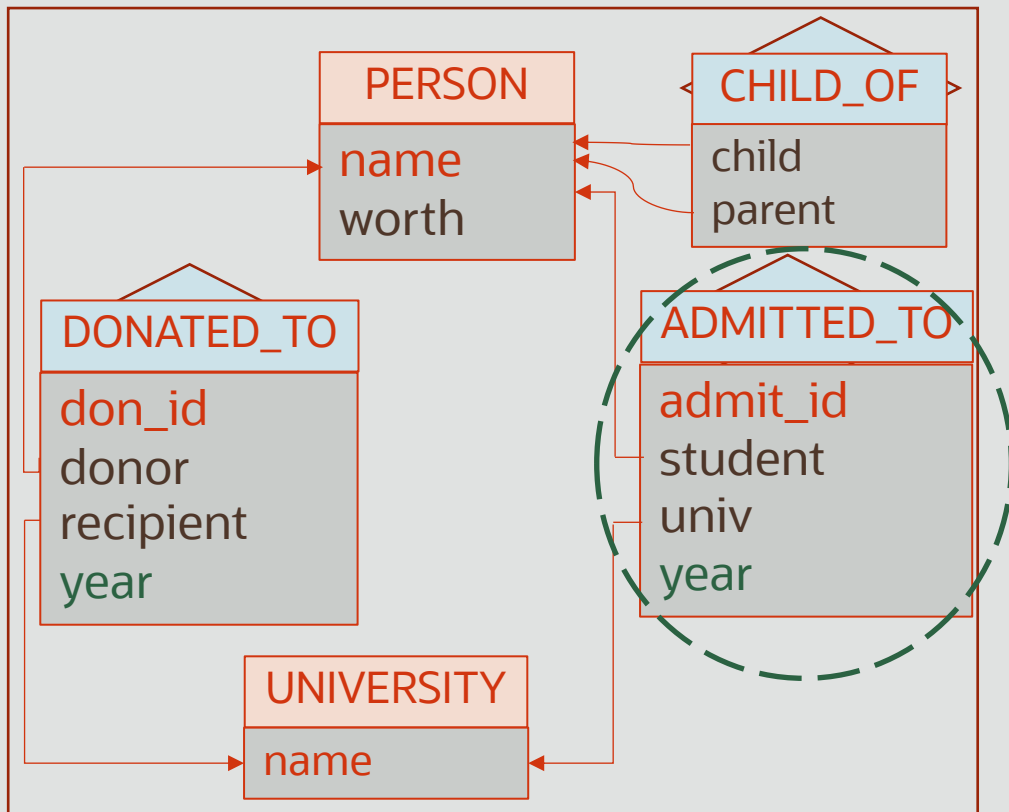 PERSON
name
worth
CHILD_OF
child
parent
DONATED_TO
don_id
donor
recipient
year
ADMITTED_TO
admit_id
student
univ
year
UNIVERSITY
name